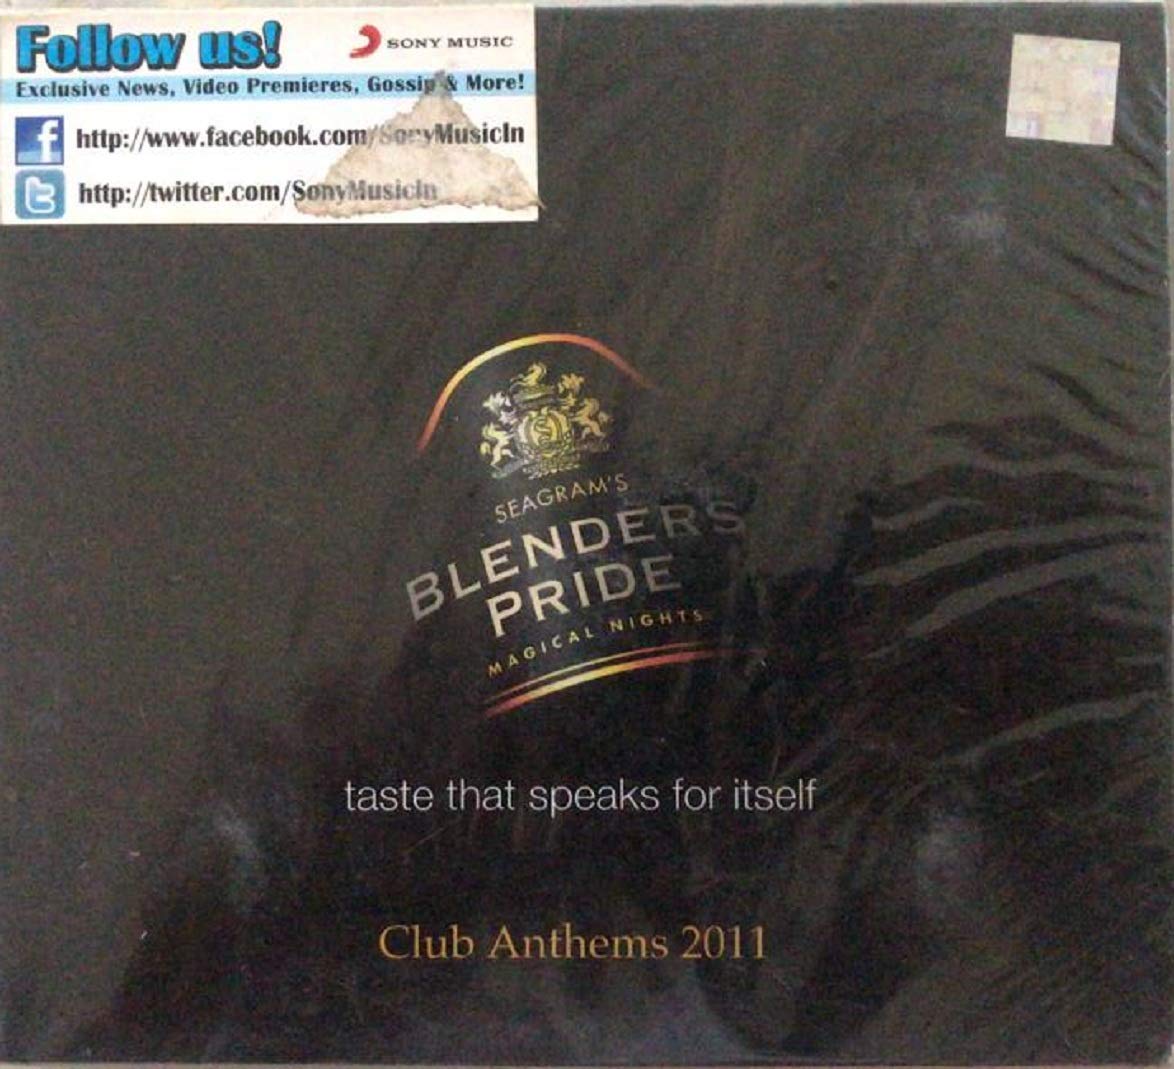 Follow us!
SONY MUSIC
Exclusive News, Video Premieres, Gossip & More!
f http://www.facebook.com/SonyMusicIn
t http://twitter.com/SonyMusicIn
SEAGRAM'S
BLENDERS
PRIDE
MAGICAL NIGHTS
taste that speaks for itself
Club Anthems 2011